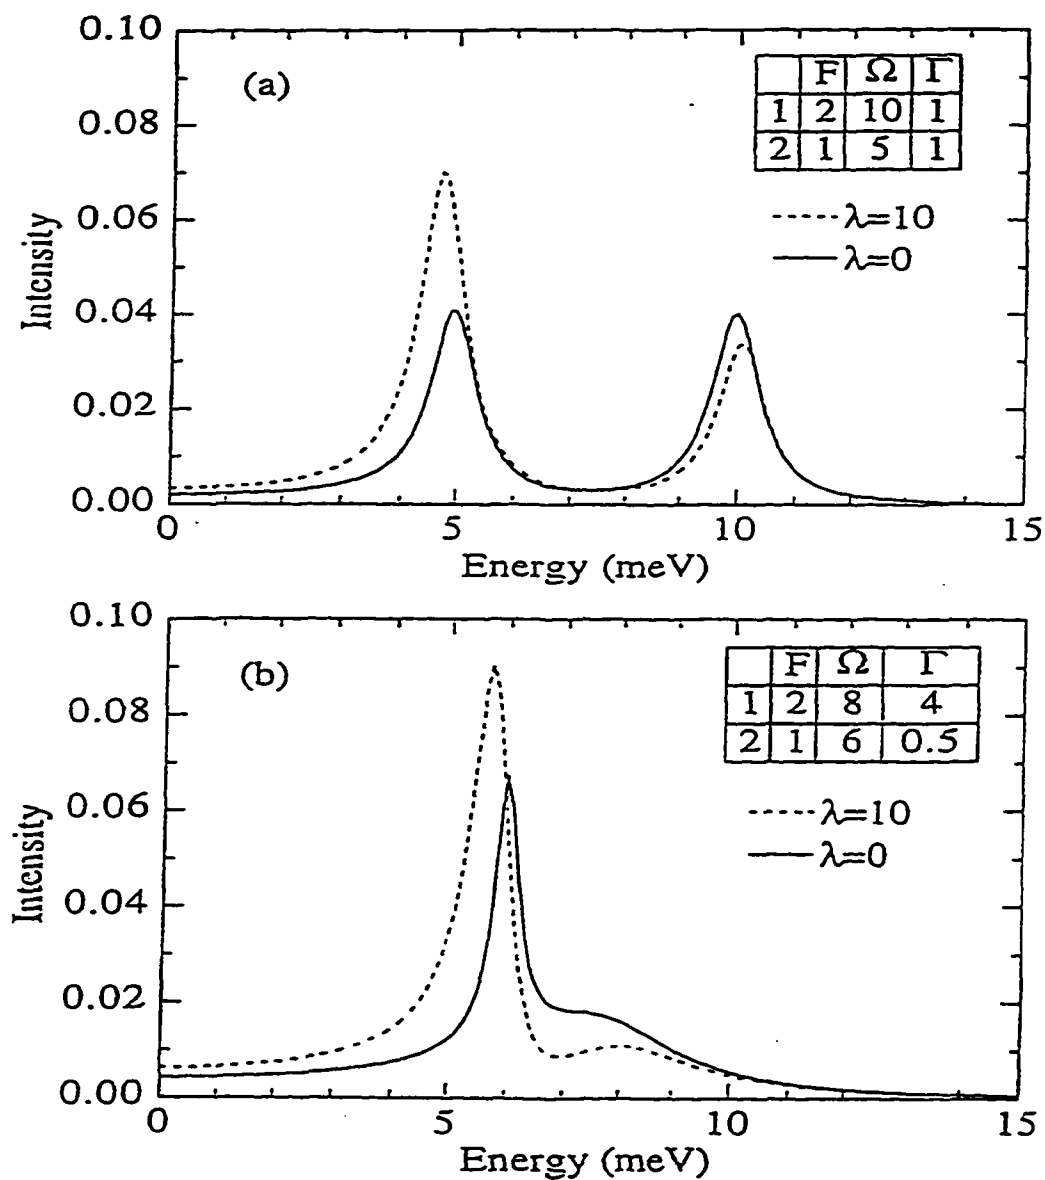 0.10
(a)
F Ω Γ
1 2 10 1
2 1 5 1
0.08
0.06
λ=10
λ=0
Intensity
0.04
0.02
0.00
0 5 10 15
Energy (meV)
0.10
(b)
F Ω Γ
1 2 8 4
2 1 6 0.5
0.08
0.06
λ=10
λ=0
Intensity
0.04
0.02
0.00
0 5 10 15
Energy (meV)